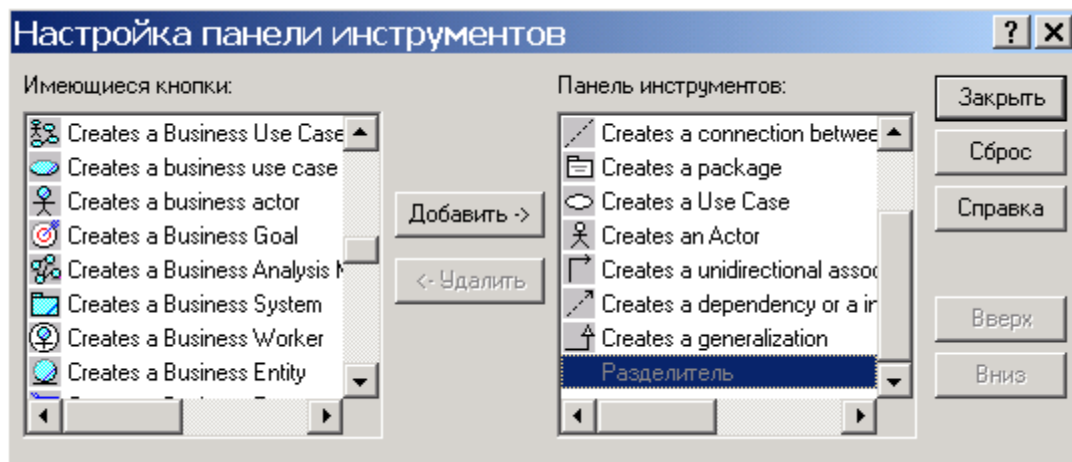 Настройка панели инструментов
Имеющиеся кнопки:
Creates a Business Use Case
Creates a business use case
Creates a business actor
Creates a Business Goal
Creates a Business Analysis
Creates a Business System
Creates a Business Worker
Creates a Business Entity
Добавить ->
<- Удалить
Панель инструментов:
Creates a connection betwee
Creates a package
Creates a Use Case
Creates an Actor
Creates a unidirectional assoc
Creates a dependency or a in
Creates a generalization
Разделитель
Закрыть
Сброс
Справка
Вверх
Вниз